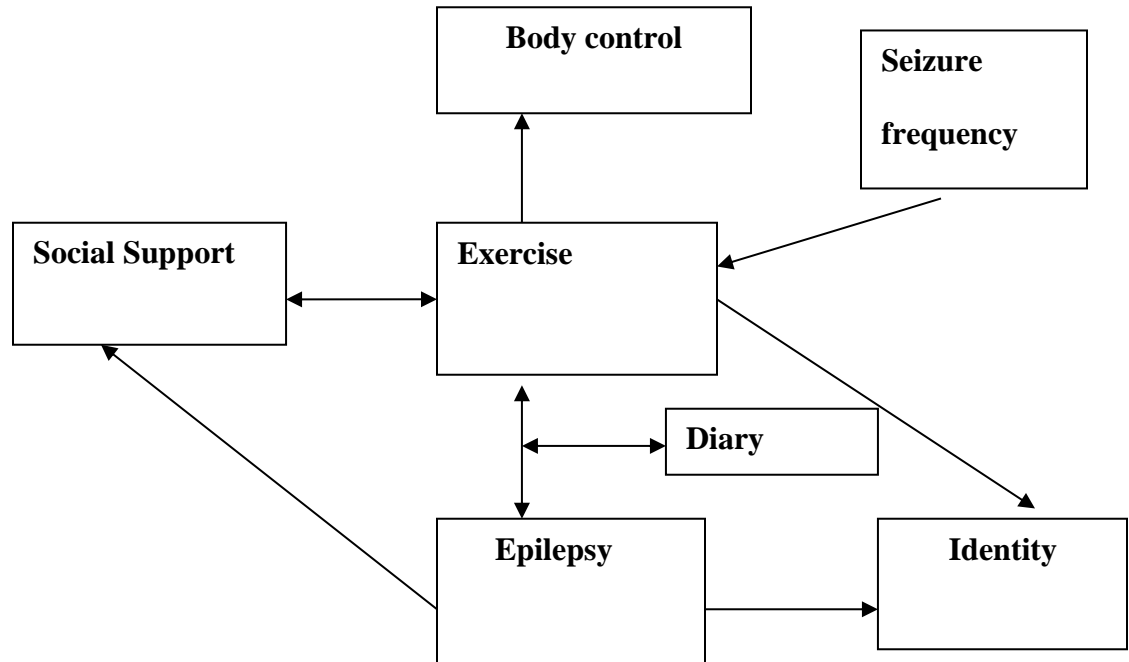 Body control
Seizure
frequency
Social Support
Exercise
Diary
Epilepsy
Identity